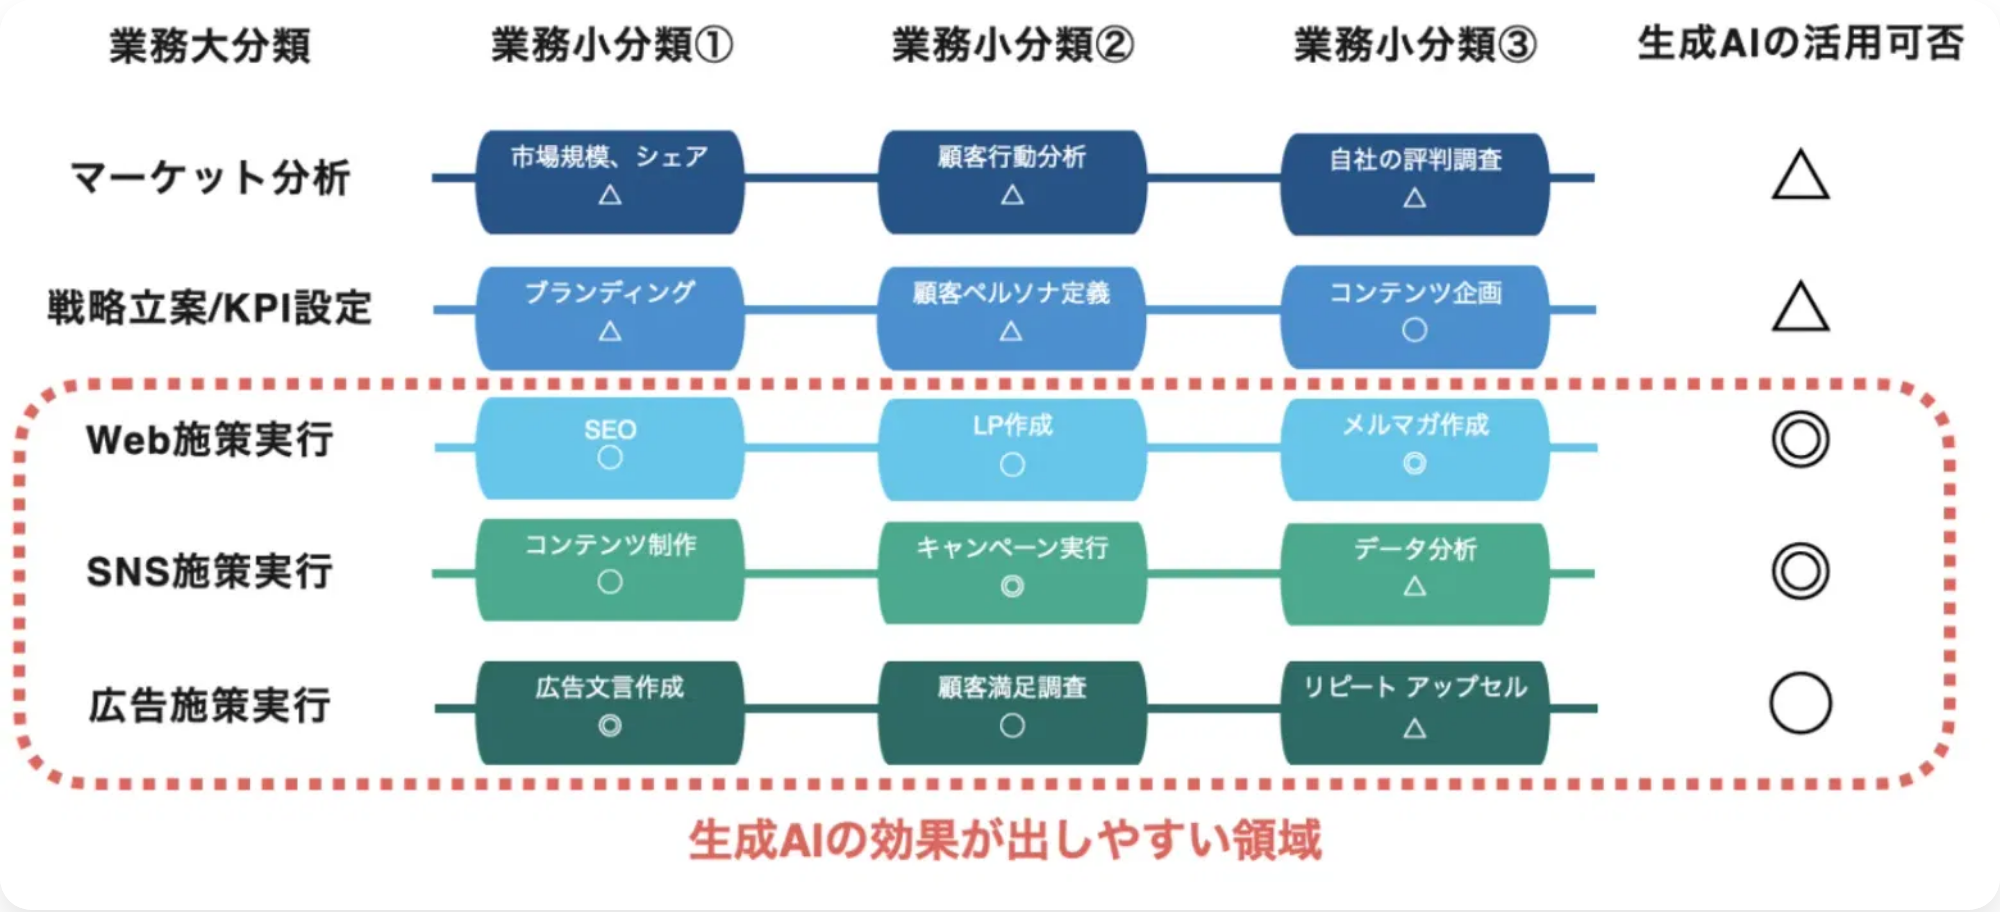 業務大分類 業務小分類① 業務小分類② 業務小分類③ 生成AIの活用可否
マーケット分析
市場規模、シェア
△
顧客行動分析
△
自社の評判調査
△
△
戦略立案/KPI設定
ブランディング
△
顧客ペルソナ定義
△
コンテンツ企画
○
△
Web施策実行
SEO
○
LP作成
○
メルマガ作成
◎
◎
SNS施策実行
コンテンツ制作
○
キャンペーン実行
◎
データ分析
△
◎
広告施策実行
広告文言作成
◎
顧客満足調査
○
リピート アップセル
△
○
生成AIの効果が出しやすい領域